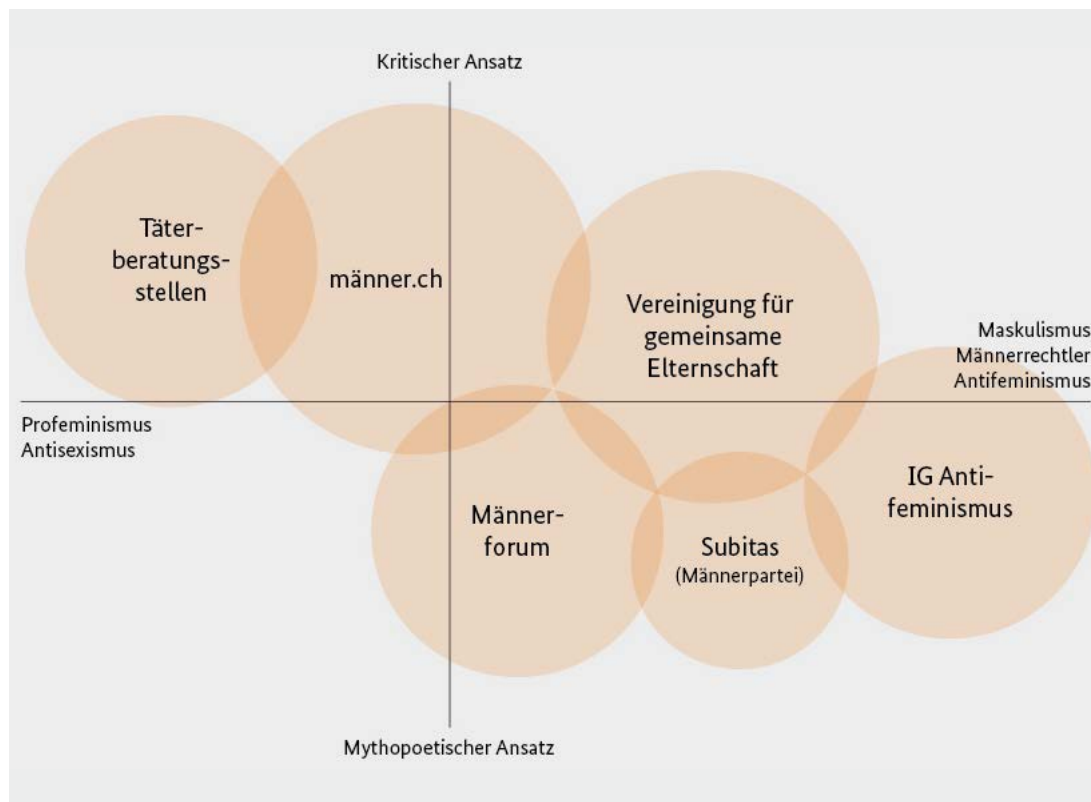 Kritischer Ansatz
Täter-
beratungs-
stellen
männer.ch
Vereinigung für
gemeinsame
Elternschaft
Maskulismus
Männerrechtler
Antifeminismus
Profeminismus
Antisexismus
IG Anti-
feminismus
Männer-
forum
Subitas
(Männerpartei)
Mythopoetischer Ansatz